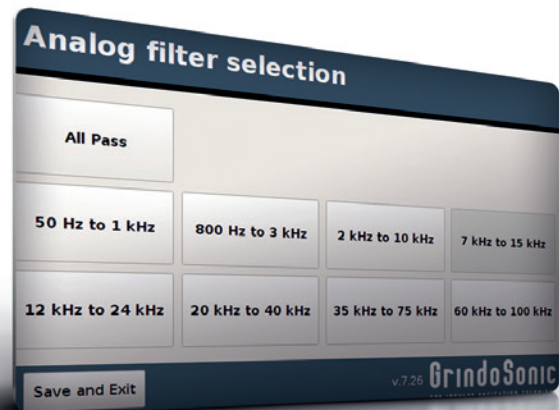 Analog filter selection
All Pass
50 Hz to 1 kHz
800 Hz to 3 kHz
2 kHz to 10 kHz
7 kHz to 15 kHz
12 kHz to 24 kHz
20 kHz to 40 kHz
35 kHz to 75 kHz
60 kHz to 100 kHz
Save and Exit
v.7.26 GrindoSonic